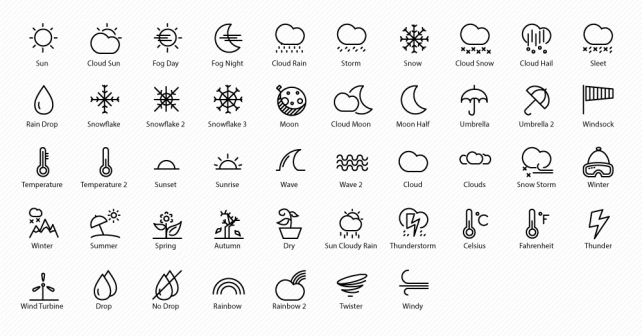 Sun Cloud Sun Fog Day Fog Night Cloud Rain Storm Snow Cloud Snow Cloud Hail Sleet
Rain Drop Snowflake Snowflake 2 Snowflake 3 Moon Cloud Moon Moon Half Umbrella Umbrella 2 Windsock
Temperature Temperature 2 Sunset Sunrise Wave Wave 2 Cloud Clouds Snow Storm Winter
Winter Summer Spring Autumn Dry Sun Cloudy Rain Thunderstorm Celsius Fahrenheit Thunder
°C °F
Wind Turbine Drop No Drop Rainbow Rainbow 2 Twister Windy